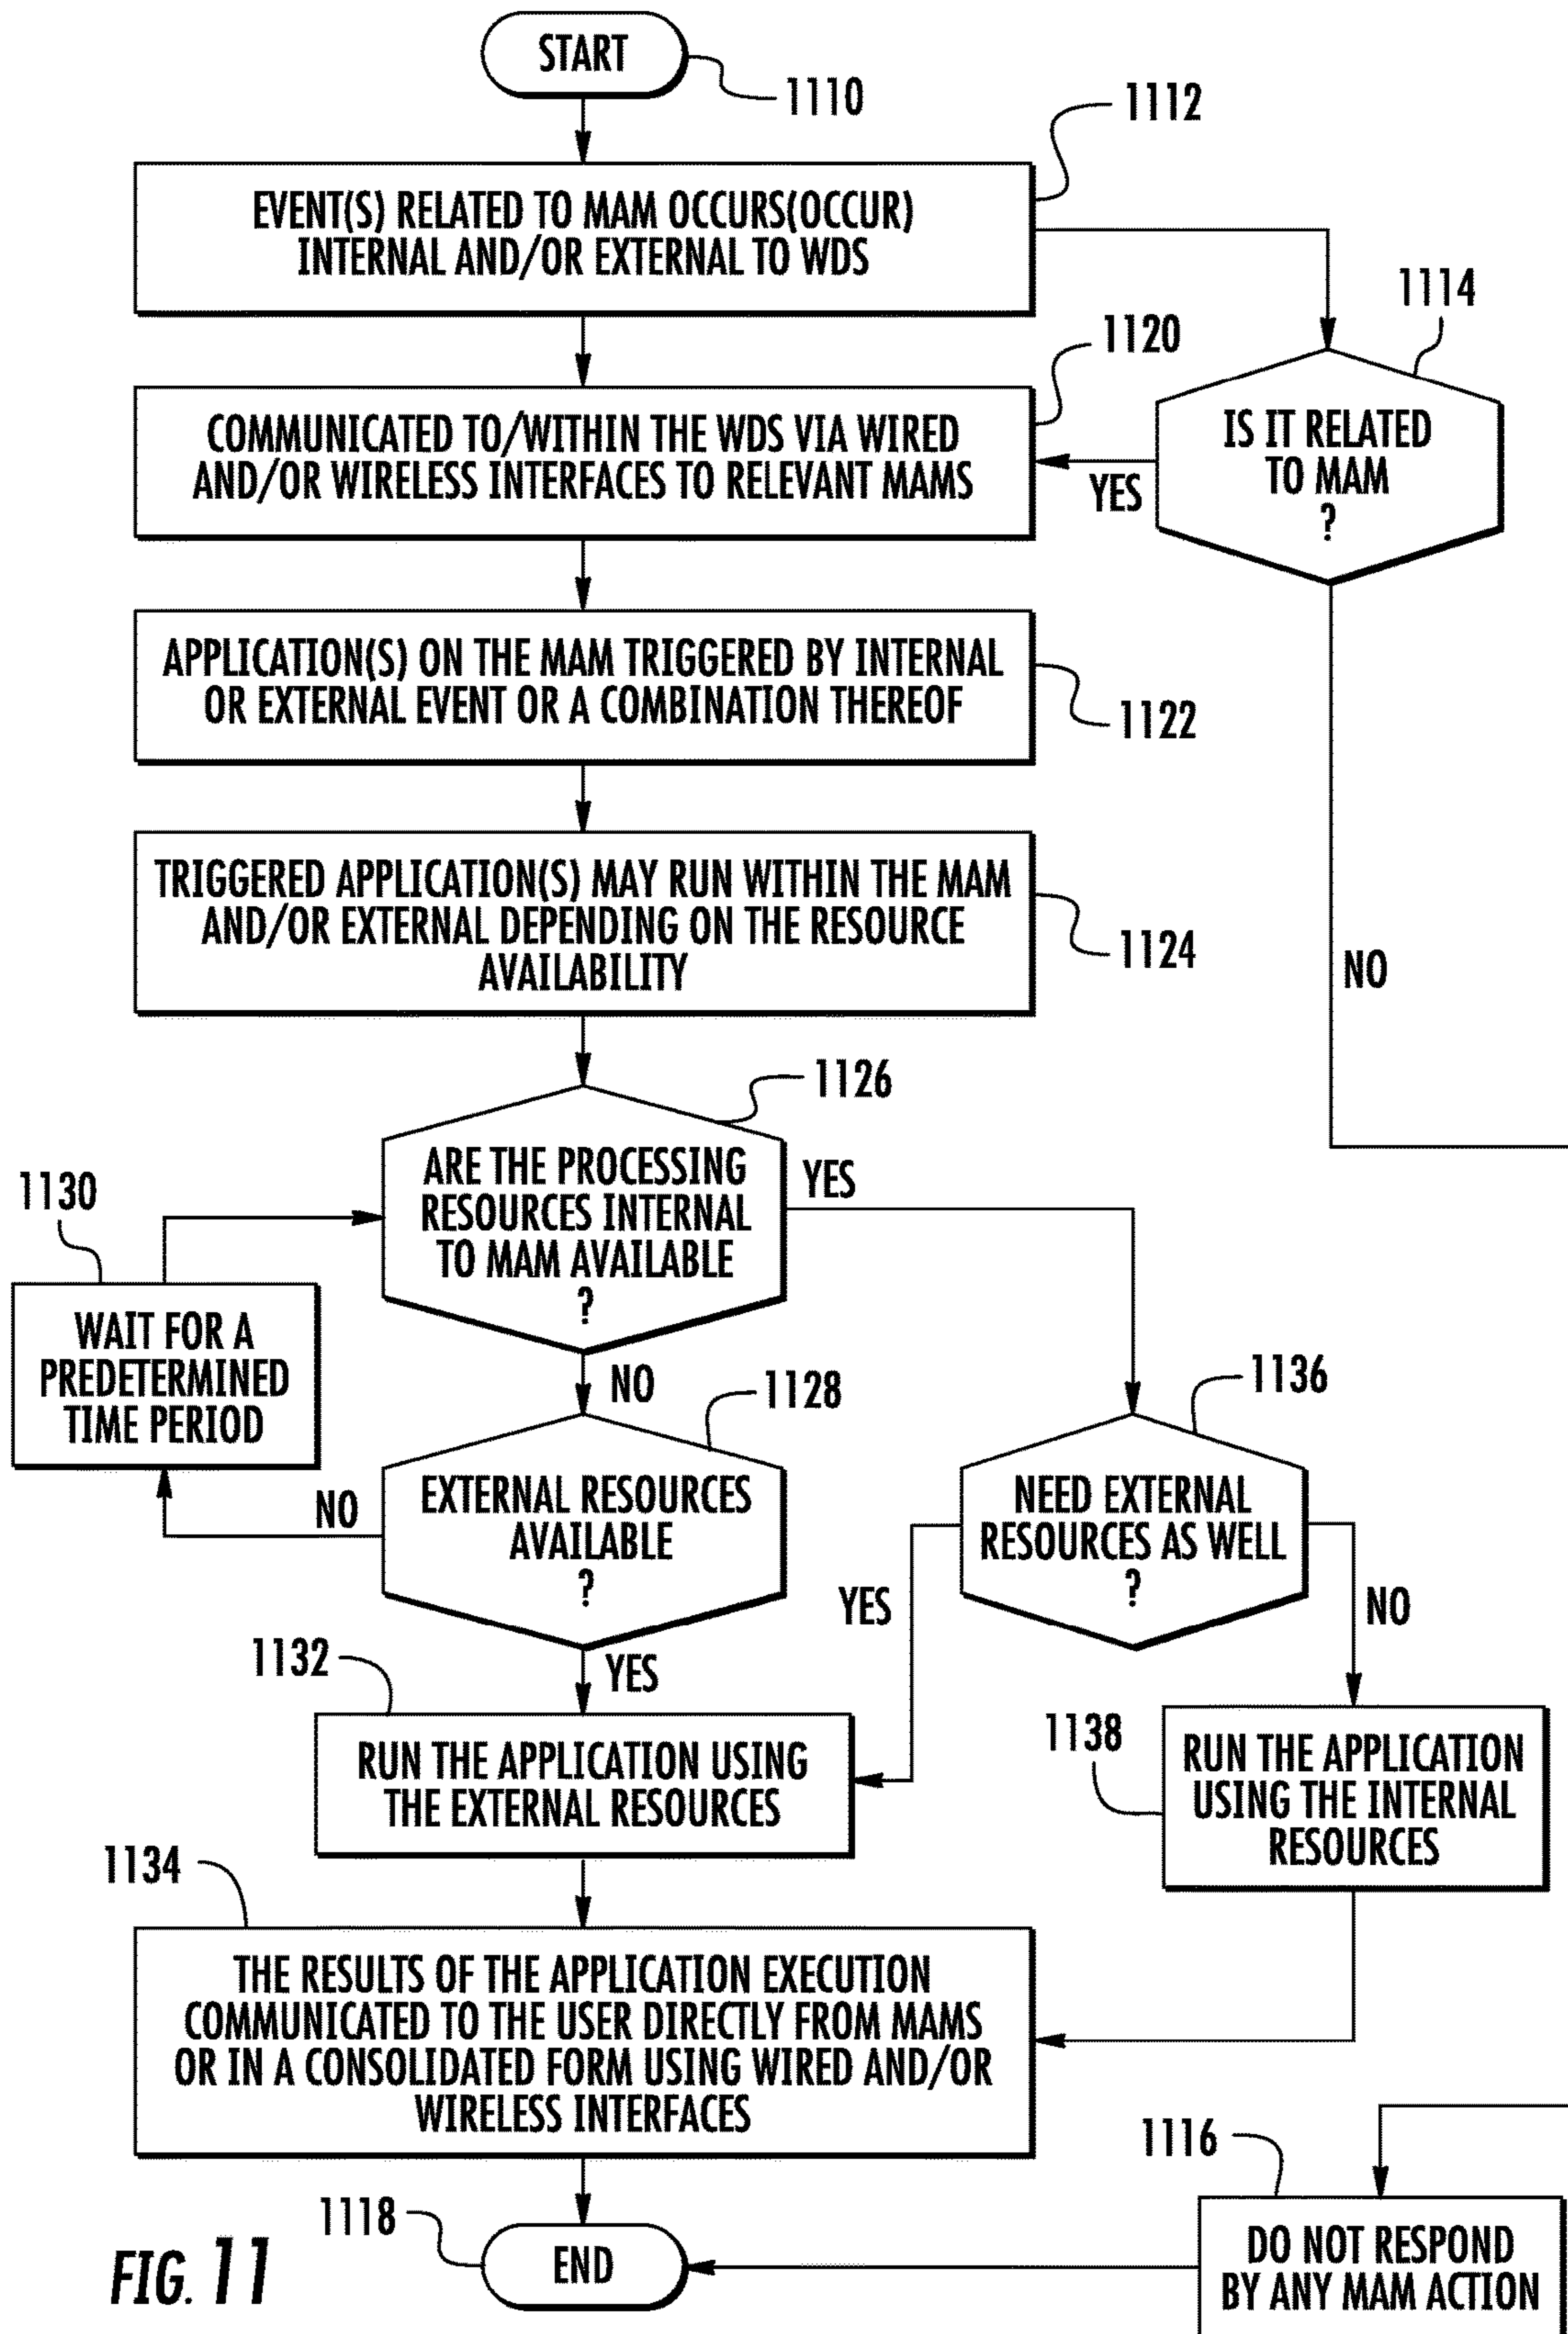 START
1110
1112
EVENT(S) RELATED TO MAM OCCURS(OCCUR)
INTERNAL AND/OR EXTERNAL TO WDS
1114
1120
IS IT RELATED
TO MAM
?
COMMUNICATED TO/WITHIN THE WDS VIA WIRED
AND/OR WIRELESS INTERFACES TO RELEVANT MAMS
YES
APPLICATION(S) ON THE MAM TRIGGERED BY INTERNAL
OR EXTERNAL EVENT OR A COMBINATION THEREOF
1122
TRIGGERED APPLICATION(S) MAY RUN WITHIN THE MAM
AND/OR EXTERNAL DEPENDING ON THE RESOURCE
AVAILABILITY
1124
NO
1126
ARE THE PROCESSING
RESOURCES INTERNAL
TO MAM AVAILABLE
?
YES
1130
WAIT FOR A
PREDETERMINED
TIME PERIOD
NO
1128
1136
NO
EXTERNAL RESOURCES
AVAILABLE
?
NEED EXTERNAL
RESOURCES AS WELL
?
YES
NO
1132
YES
RUN THE APPLICATION USING
THE EXTERNAL RESOURCES
1138
RUN THE APPLICATION
USING THE INTERNAL
RESOURCES
1134
THE RESULTS OF THE APPLICATION EXECUTION
COMMUNICATED TO THE USER DIRECTLY FROM MAMS
OR IN A CONSOLIDATED FORM USING WIRED AND/OR
WIRELESS INTERFACES
1116
1118
END
DO NOT RESPOND
BY ANY MAM ACTION
FIG. 11